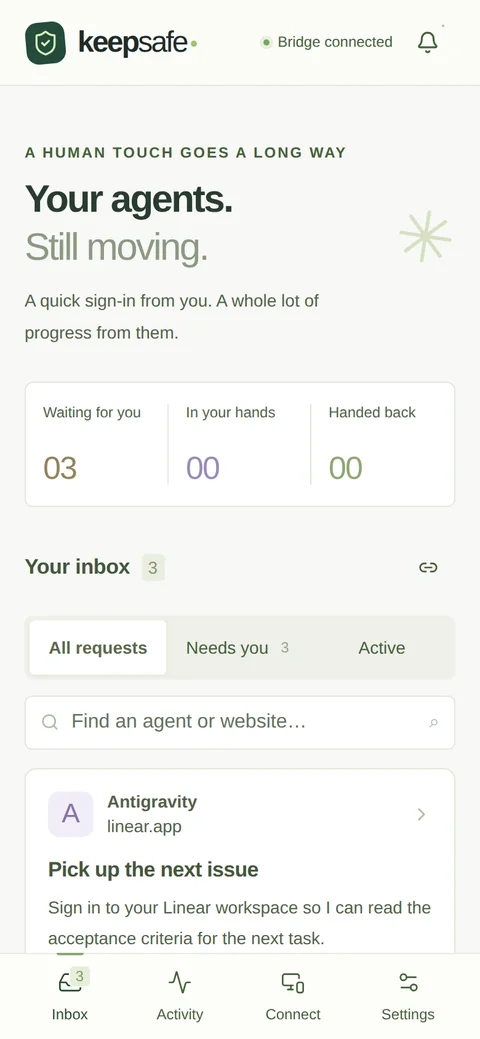 keepsafe
Bridge connected
A HUMAN TOUCH GOES A LONG WAY
Your agents.
Still moving.
A quick sign-in from you. A whole lot of
progress from them.
Waiting for you
In your hands
Handed back
03
00
00
Your inbox 3
All requests
Needs you 3
Active
Find an agent or website…
A
Antigravity
linear.app
Pick up the next issue
Sign in to your Linear workspace so I can read the
acceptance criteria for the next task.
3
Inbox
Activity
Connect
Settings